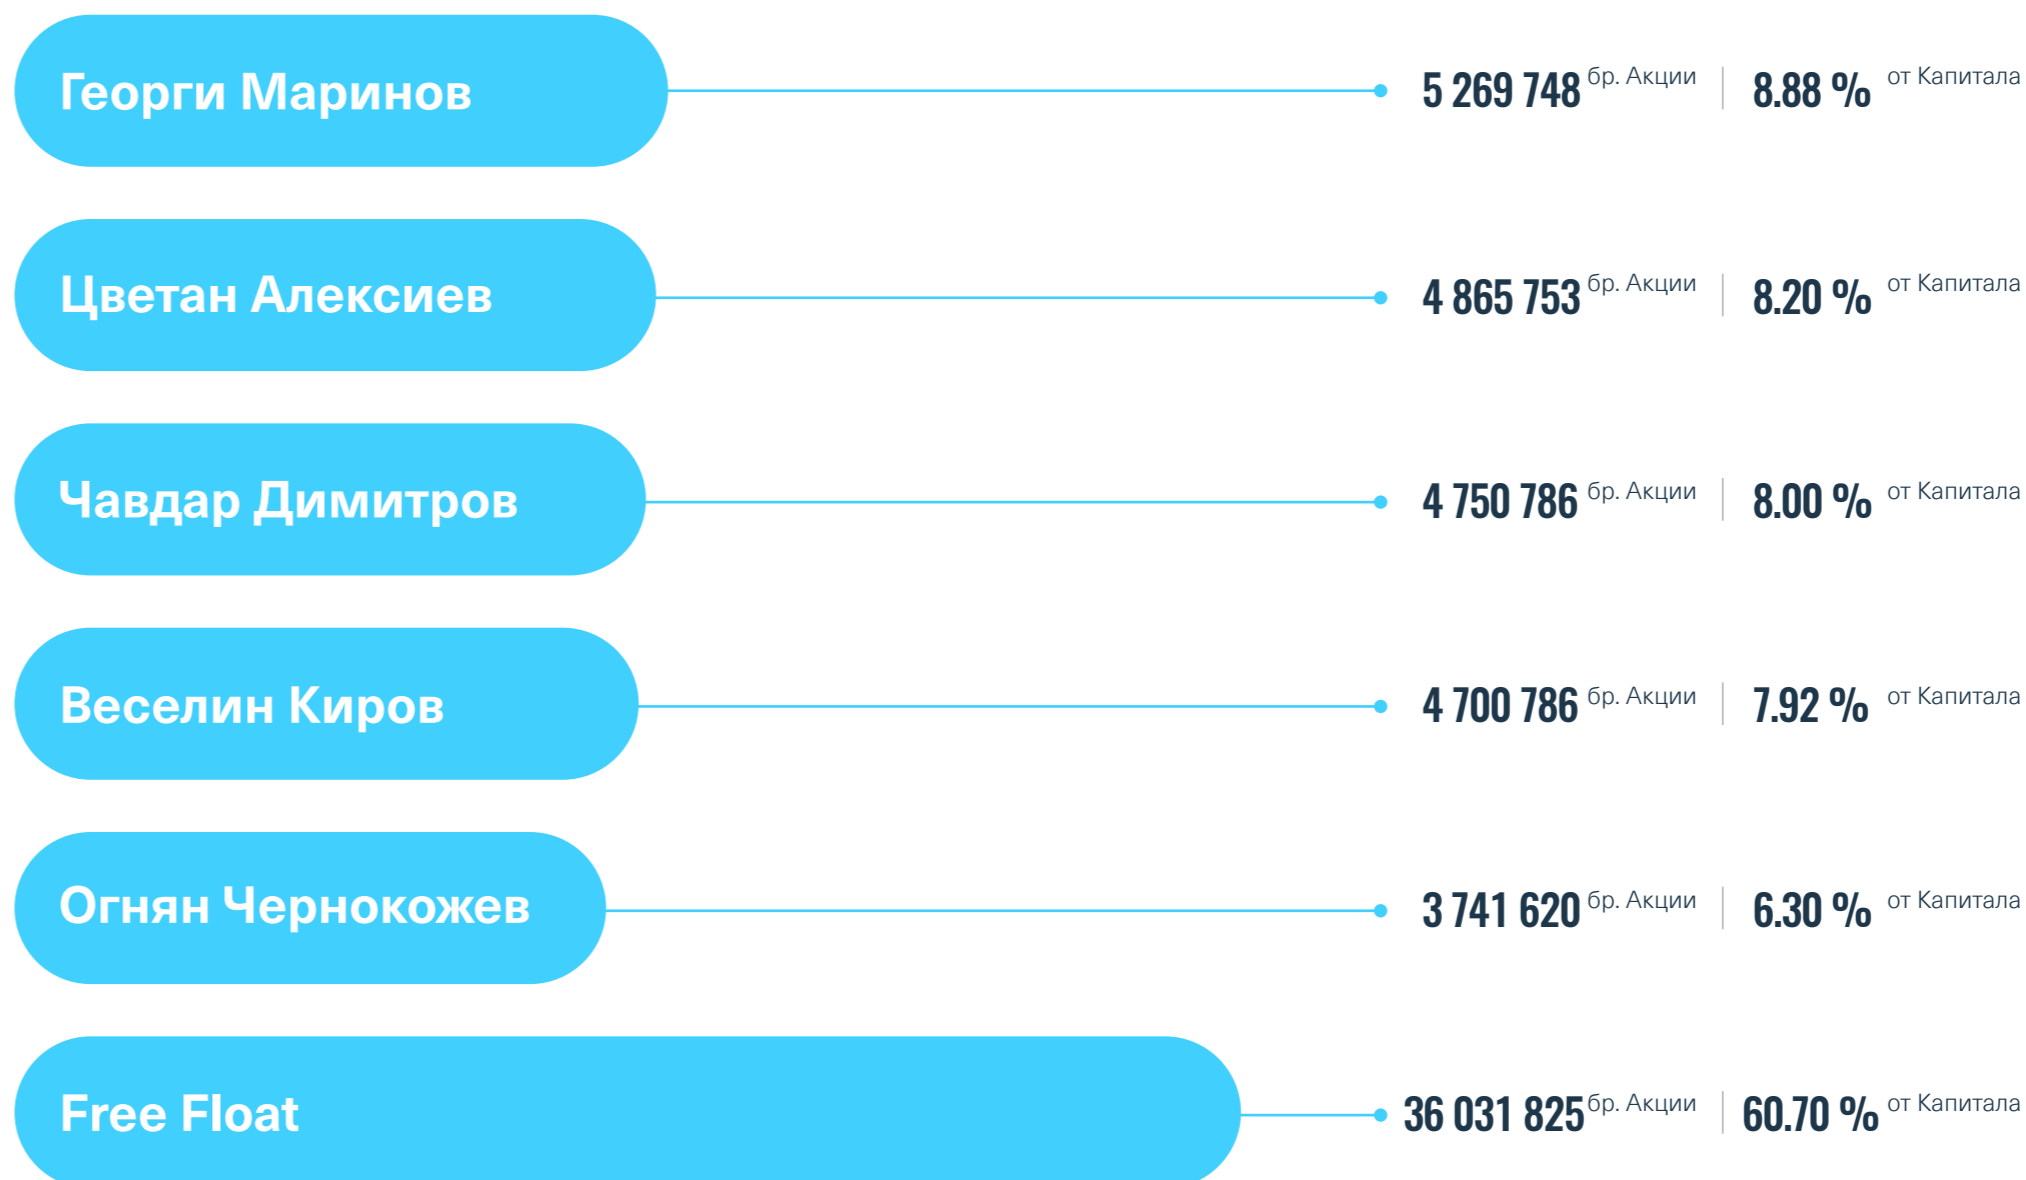 Георги Маринов 5 269 748 бр. Акции 8.88 % от Капитала
Цветан Алексиев 4 865 753 бр. Акции 8.20 % от Капитала
Чавдар Димитров 4 750 786 бр. Акции 8.00 % от Капитала
Веселин Киров 4 700 786 бр. Акции 7.92 % от Капитала
Огнян Чернокожев 3 741 620 бр. Акции 6.30 % от Капитала
Free Float 36 031 825 бр. Акции 60.70 % от Капитала